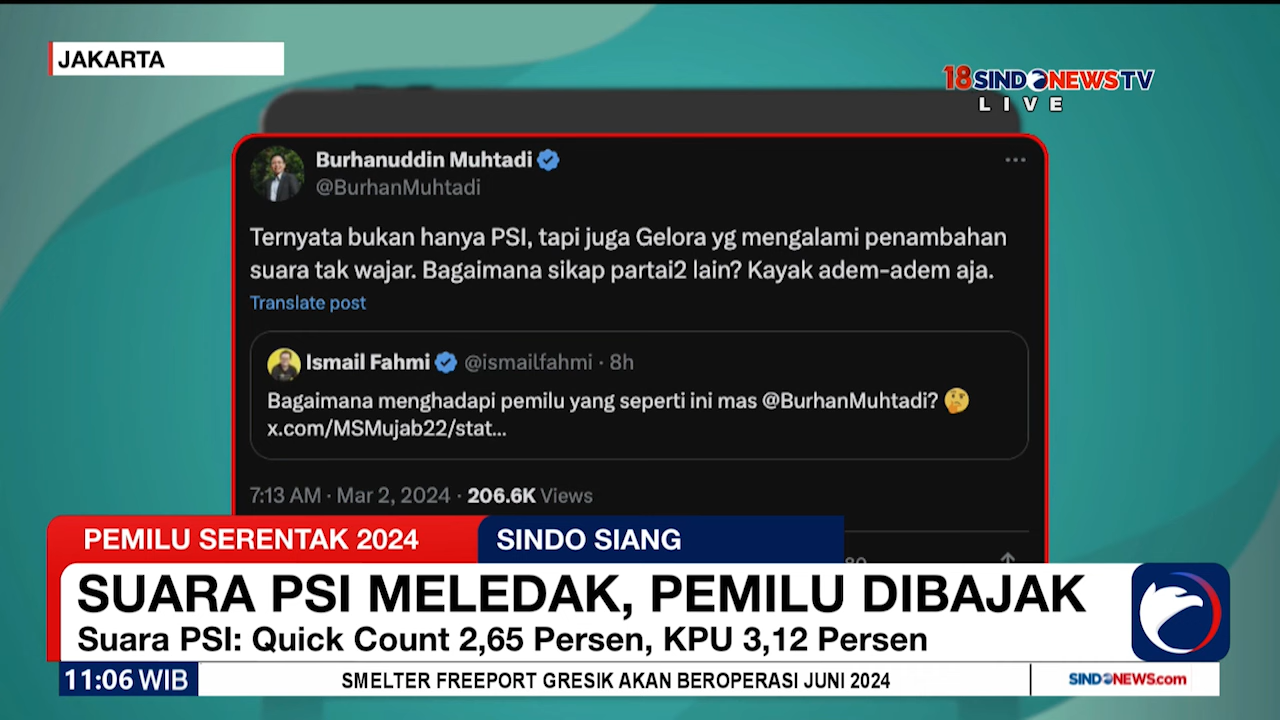 JAKARTA
18 SINDONEWSTV
LIVE
Burhanuddin Muhtadi
@BurhanMuhtadi
Ternyata bukan hanya PSI, tapi juga Gelora yg mengalami penambahan
suara tak wajar. Bagaimana sikap partai2 lain? Kayak adem-adem aja.
Translate post
Ismail Fahmi @ismailfahmi · 8h
Bagaimana menghadapi pemilu yang seperti ini mas @BurhanMuhtadi? 🤔
x.com/MSMujab22/stat...
7:13 AM · Mar 2, 2024 · 206.6K Views
PEMILU SERENTAK 2024
SINDO SIANG
SUARA PSI MELEDAK, PEMILU DIBAJAK
Suara PSI: Quick Count 2,65 Persen, KPU 3,12 Persen
11:06 WIB
SMELTER FREEPORT GRESIK AKAN BEROPERASI JUNI 2024
SINDONEWS.com